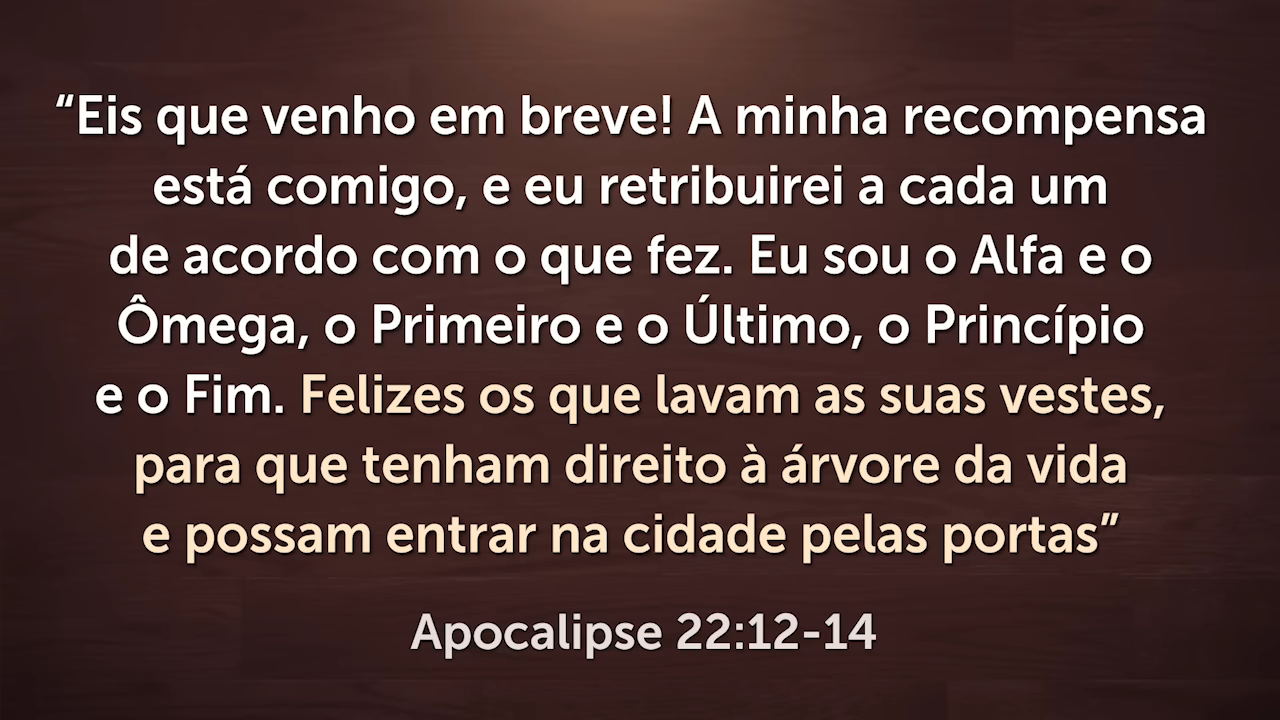 “Eis que venho em breve! A minha recompensa
está comigo, e eu retribuirei a cada um
de acordo com o que fez. Eu sou o Alfa e o
Ômega, o Primeiro e o Último, o Princípio
e o Fim. Felizes os que lavam as suas vestes,
para que tenham direito à árvore da vida
e possam entrar na cidade pelas portas”
Apocalipse 22:12-14